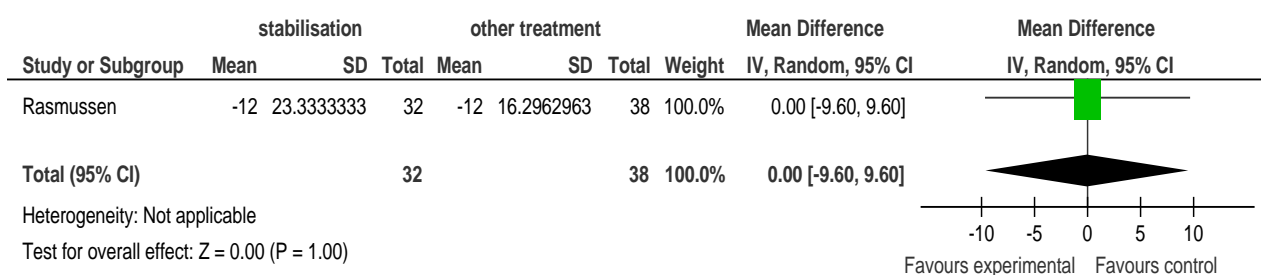 stabilisation other treatment Mean Difference Mean Difference
Study or Subgroup Mean SD Total Mean SD Total Weight IV, Random, 95% CI IV, Random, 95% CI
Rasmussen -12 23.3333333 32 -12 16.2962963 38 100.0% 0.00 [-9.60, 9.60]
Total (95% CI) 32 38 100.0% 0.00 [-9.60, 9.60]
Heterogeneity: Not applicable
Test for overall effect: Z = 0.00 (P = 1.00)
-10 -5 0 5 10
Favours experimental Favours control